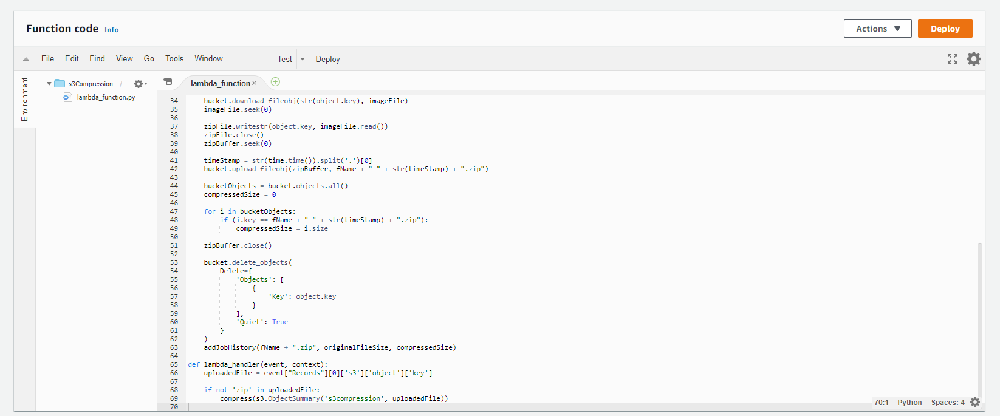 Function code Info
Actions Deploy
File Edit Find View Go Tools Window Test Deploy
Environment
s3Compression - /
lambda_function.py
lambda_function ×
34 bucket.download_fileobj(str(object.key), imageFile)
35 imageFile.seek(0)
36
37 zipFile.writestr(object.key, imageFile.read())
38 zipFile.close()
39 zipBuffer.seek(0)
40
41 timeStamp = str(time.time()).split('.')[0]
42 bucket.upload_fileobj(zipBuffer, fName + "_" + str(timeStamp) + ".zip")
43
44 bucketObjects = bucket.objects.all()
45 compressedSize = 0
46
47 for i in bucketObjects:
48 if (i.key == fName + "_" + str(timeStamp) + ".zip"):
49 compressedSize = i.size
50
51 zipBuffer.close()
52
53 bucket.delete_objects(
54 Delete={
55 'Objects': [
56 {
57 'Key': object.key
58 }
59 ],
60 'Quiet': True
61 }
62 )
63 addJobHistory(fName + ".zip", originalFileSize, compressedSize)
64
65 def lambda_handler(event, context):
66 uploadedFile = event["Records"][0]['s3']['object']['key']
67
68 if not 'zip' in uploadedFile:
69 compress(s3.ObjectSummary('s3compression', uploadedFile))
70
70:1 Python Spaces: 4